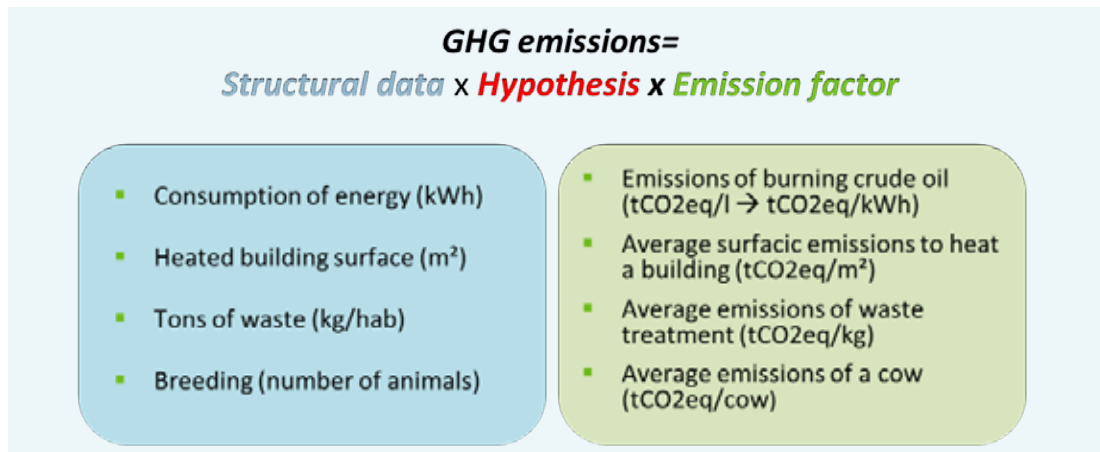 GHG emissions=
Structural data x Hypothesis x Emission factor
▪ Consumption of energy (kWh)
▪ Heated building surface (m²)
▪ Tons of waste (kg/hab)
▪ Breeding (number of animals)
▪ Emissions of burning crude oil
(tCO2eq/l → tCO2eq/kWh)
▪ Average surfacic emissions to heat
a building (tCO2eq/m²)
▪ Average emissions of waste
treatment (tCO2eq/kg)
▪ Average emissions of a cow
(tCO2eq/cow)